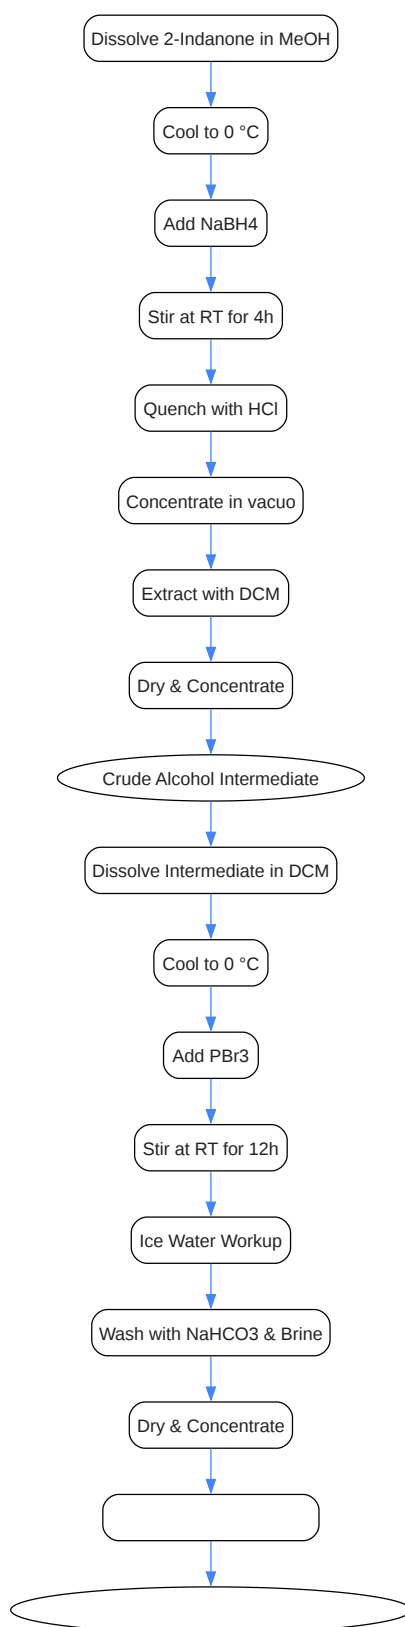 Dissolve 2-Indanone in MeOH
Cool to 0 °C
Add NaBH4
Stir at RT for 4h
Quench with HCl
Concentrate in vacuo
Extract with DCM
Dry & Concentrate
Crude Alcohol Intermediate
Dissolve Intermediate in DCM
Cool to 0 °C
Add PBr3
Stir at RT for 12h
Ice Water Workup
Wash with NaHCO3 & Brine
Dry & Concentrate